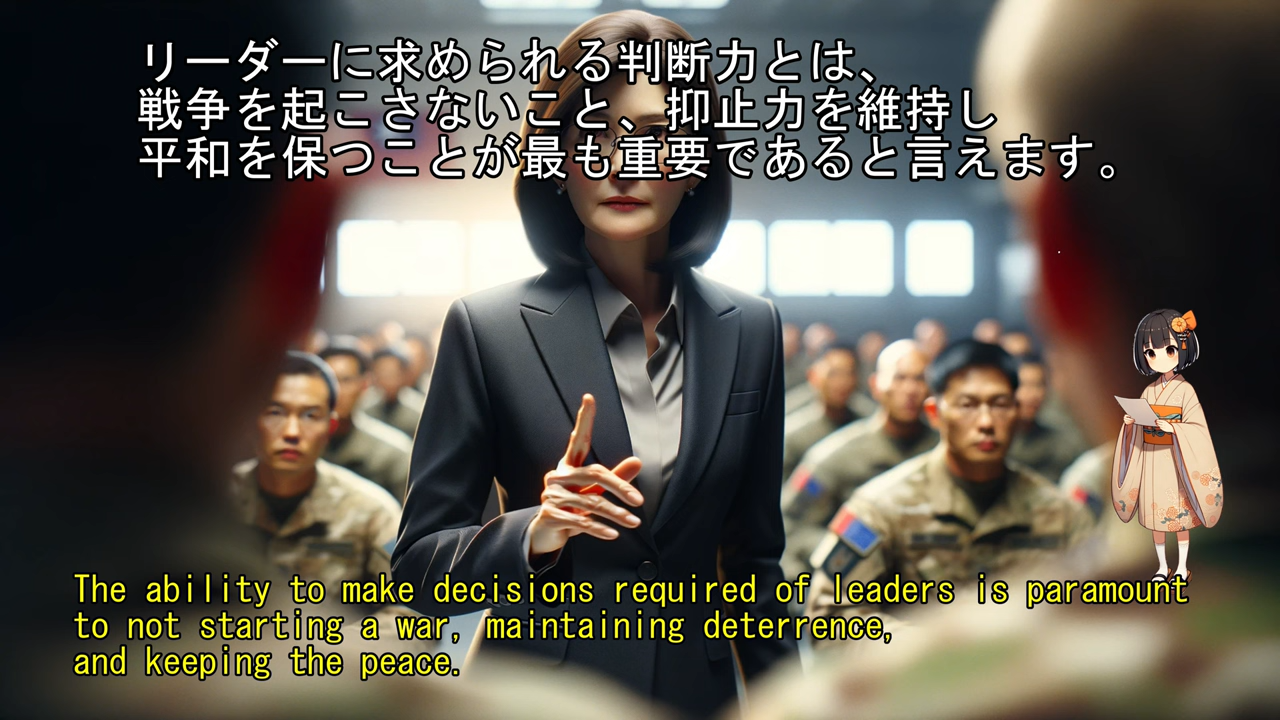 リーダーに求められる判断力とは、
戦争を起こさないこと、抑止力を維持し
平和を保つことが最も重要であると言えます。
The ability to make decisions required of leaders is paramount
to not starting a war, maintaining deterrence,
and keeping the peace.